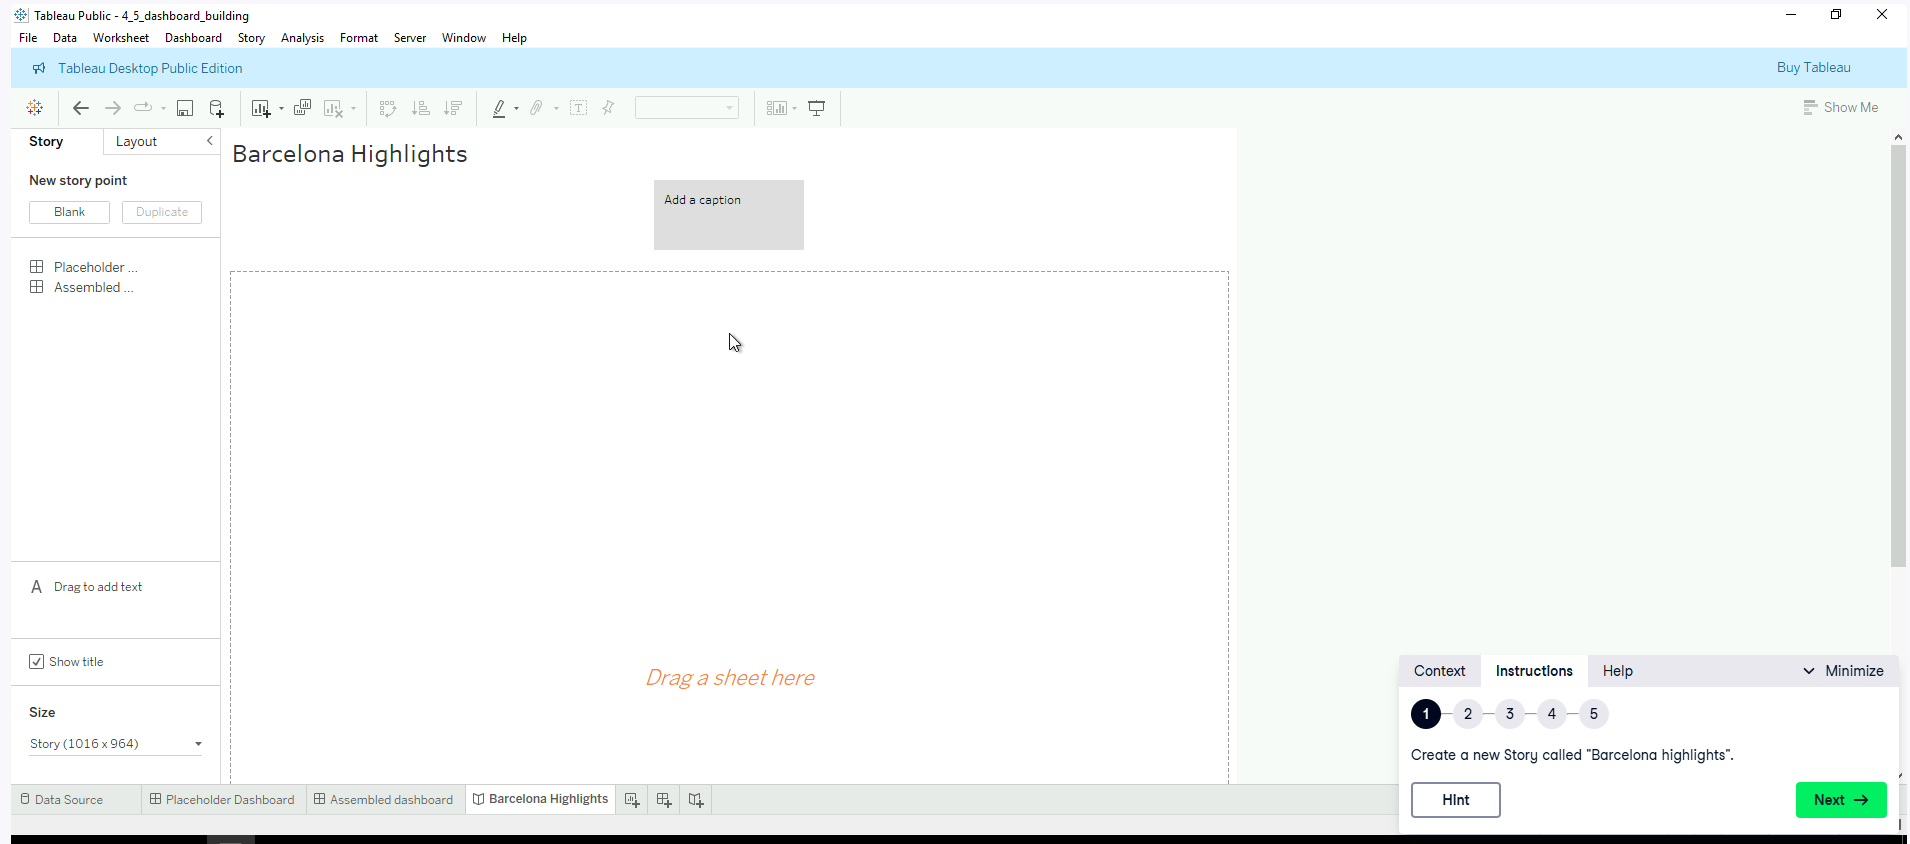 Tableau Public - 4_5_dashboard_building
File Data Worksheet Dashboard Story Analysis Format Server Window Help
Tableau Desktop Public Edition Buy Tableau
Show Me
Story Layout
Barcelona Highlights
New story point
Add a caption
Blank Duplicate
Placeholder ...
Assembled ...
A Drag to add text
Show title
Drag a sheet here
Context Instructions Help Minimize
Size
1 2 3 4 5
Story (1016 x 964)
Create a new Story called "Barcelona highlights".
Data Source Placeholder Dashboard Assembled dashboard Barcelona Highlights
HInt Next